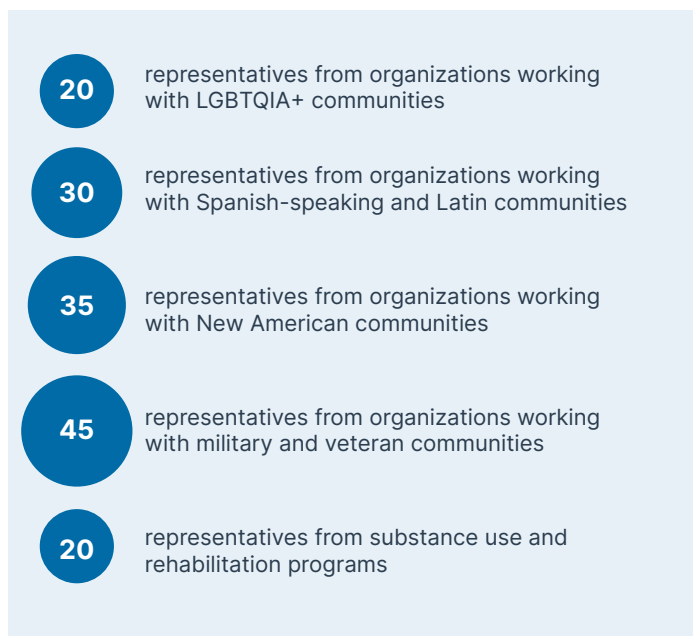 20
representatives from organizations working
with LGBTQIA+ communities
30
representatives from organizations working
with Spanish-speaking and Latin communities
35
representatives from organizations working
with New American communities
45
representatives from organizations working
with military and veteran communities
20
representatives from substance use and
rehabilitation programs